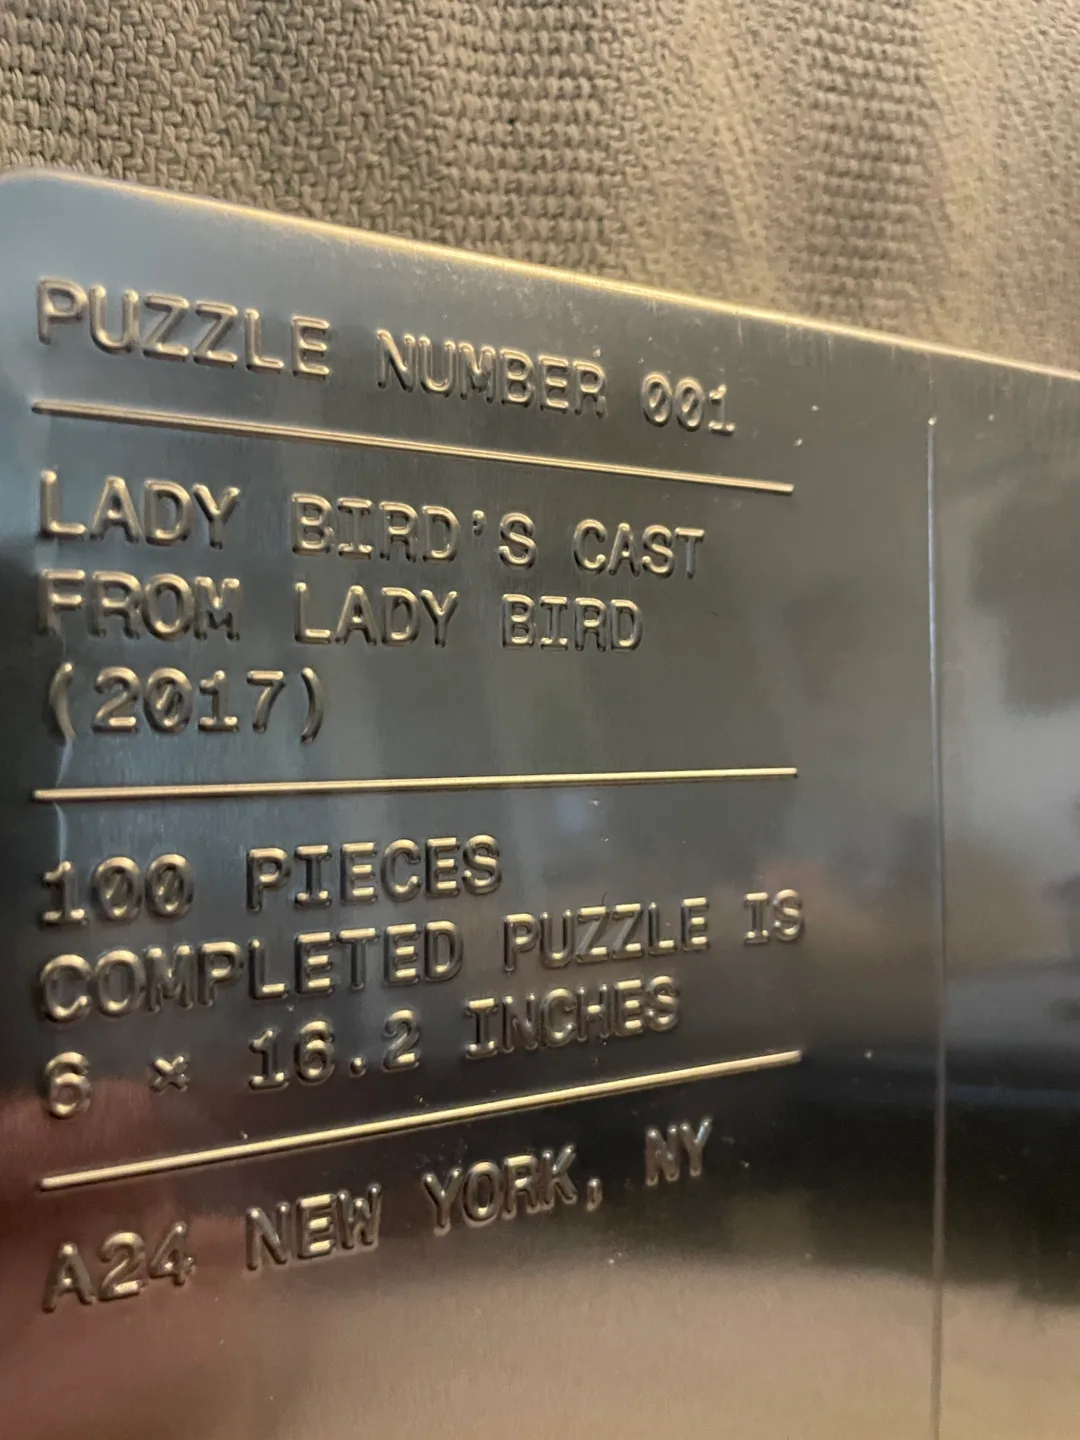 PUZZLE NUMBER 001
LADY BIRD'S CAST
FROM LADY BIRD
(2017)
100 PIECES
COMPLETED PUZZLE IS
6 × 16.2 INCHES
A24 NEW YORK, NY